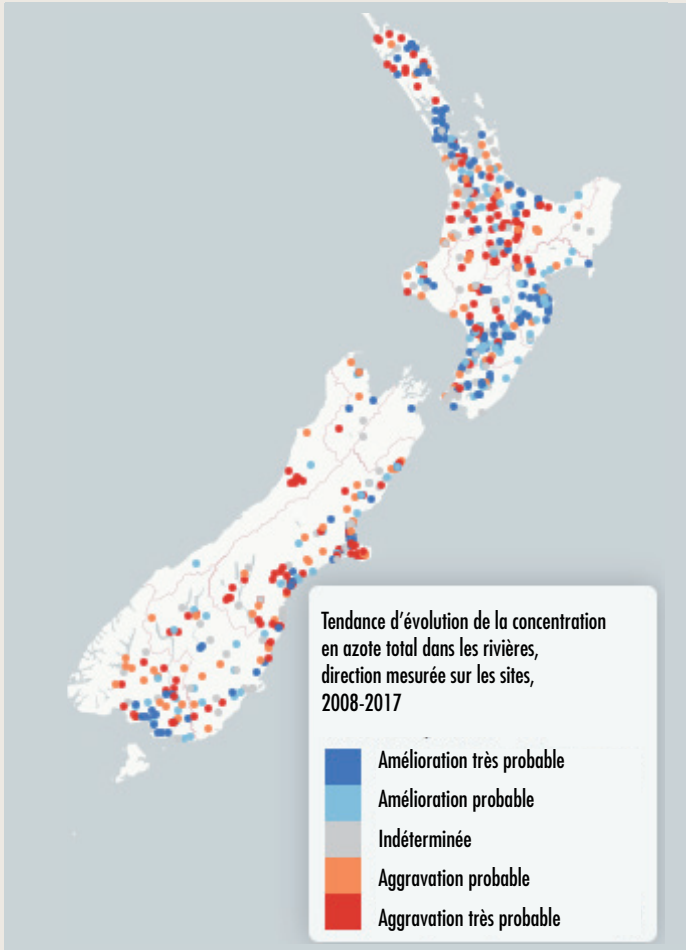 Tendance d’évolution de la concentration
en azote total dans les rivières,
direction mesurée sur les sites,
2008-2017
Amélioration très probable
Amélioration probable
Indéterminée
Aggravation probable
Aggravation très probable